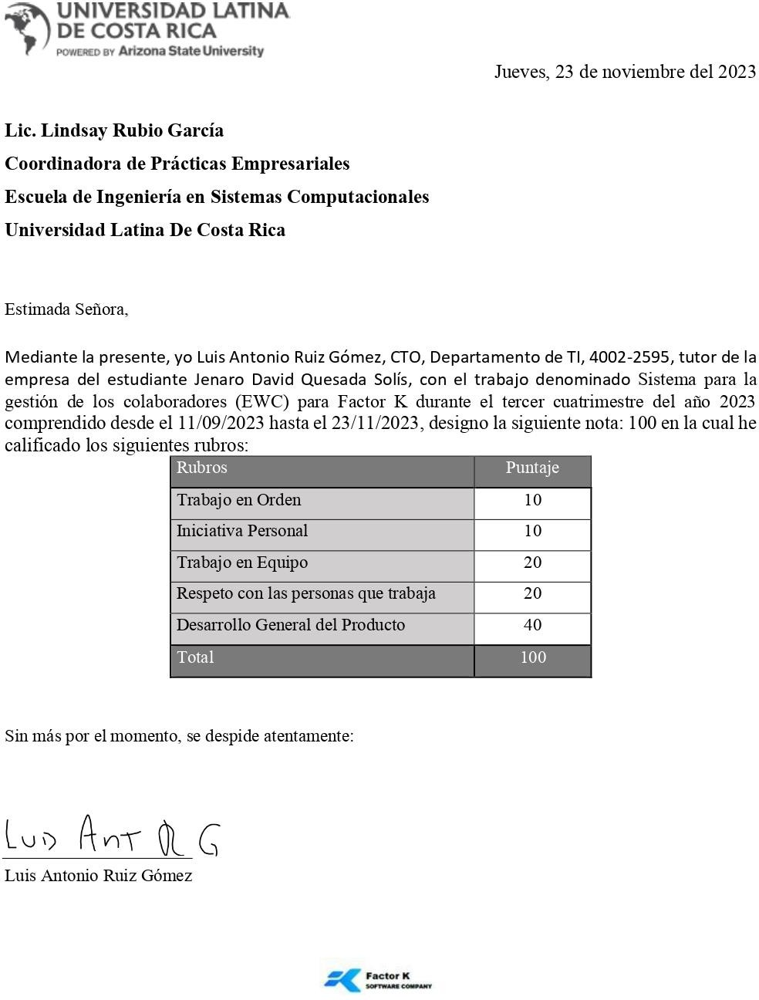 UNIVERSIDAD LATINA
DE COSTA RICA
POWERED BY Arizona State University
Jueves, 23 de noviembre del 2023
Lic. Lindsay Rubio García
Coordinadora de Prácticas Empresariales
Escuela de Ingeniería en Sistemas Computacionales
Universidad Latina De Costa Rica
Estimada Señora,
Mediante la presente, yo Luis Antonio Ruiz Gómez, CTO, Departamento de TI, 4002-2595, tutor de la
empresa del estudiante Jenaro David Quesada Solís, con el trabajo denominado Sistema para la
gestión de los colaboradores (EWC) para Factor K durante el tercer cuatrimestre del año 2023
comprendido desde el 11/09/2023 hasta el 23/11/2023, designo la siguiente nota: 100 en la cual he
calificado los siguientes rubros:
Rubros Puntaje
Trabajo en Orden 10
Iniciativa Personal 10
Trabajo en Equipo 20
Respeto con las personas que trabaja 20
Desarrollo General del Producto 40
Total 100
Sin más por el momento, se despide atentamente:
Ant R G
Luis Antonio Ruiz Gómez
Factor K
SOFTWARE COMPANY